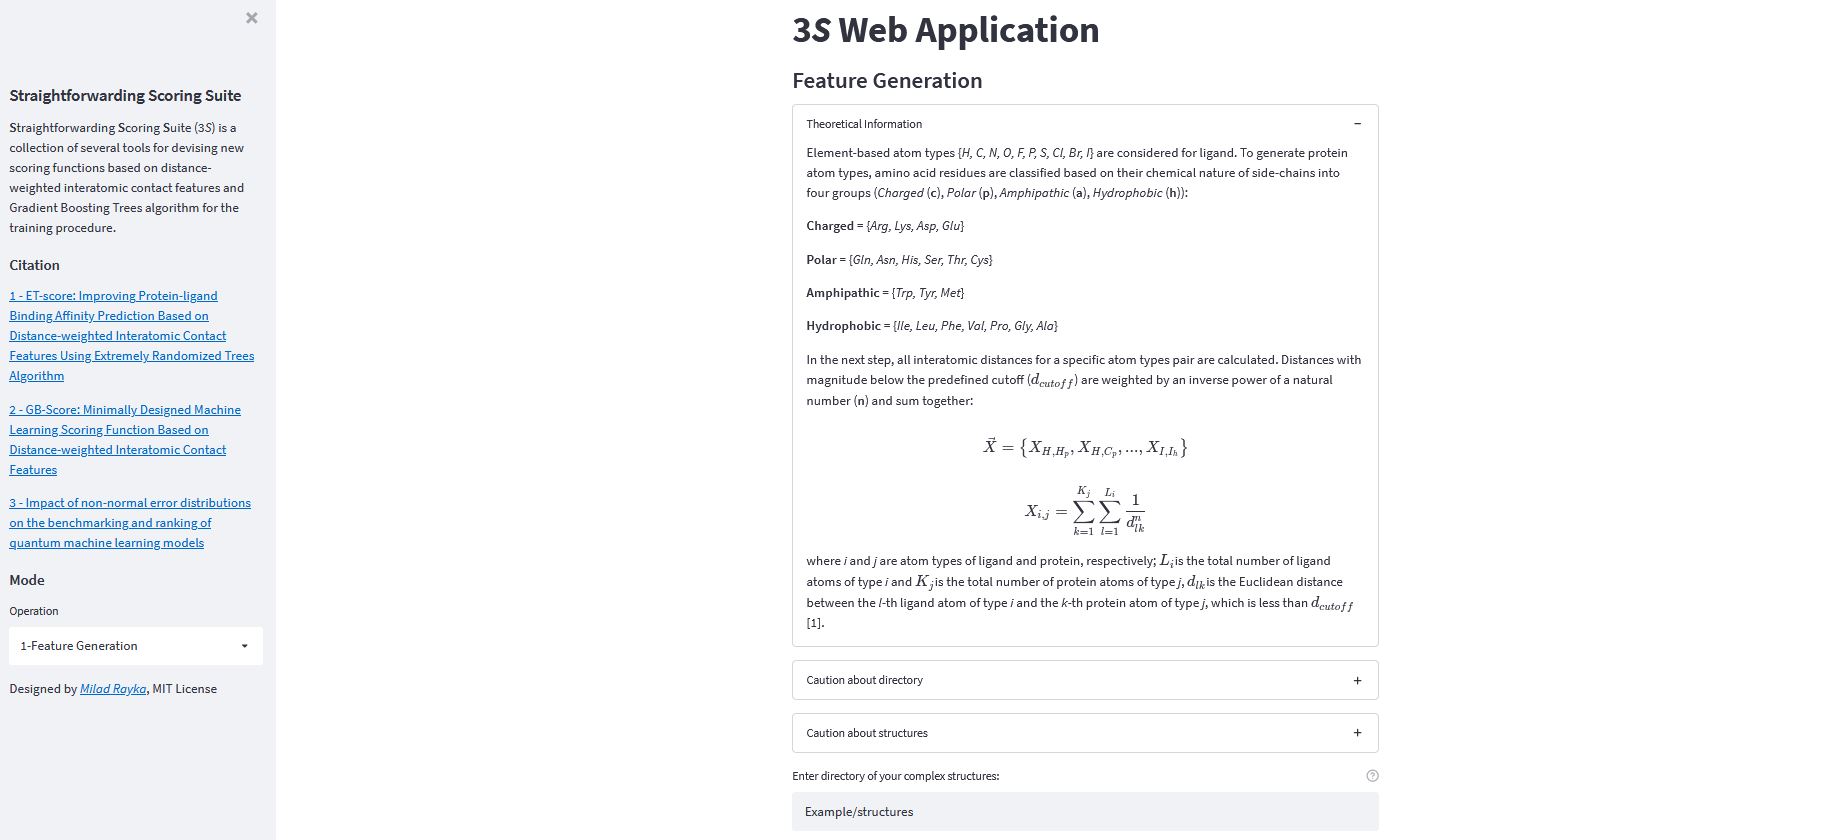 Straightforwarding Scoring Suite
Straightforwarding Scoring Suite (3S) is a
collection of several tools for devising new
scoring functions based on distance-
weighted interatomic contact features and
Gradient Boosting Trees algorithm for the
training procedure.
Citation
1 - ET-score: Improving Protein-ligand
Binding Affinity Prediction Based on
Distance-weighted Interatomic Contact
Features Using Extremely Randomized Trees
Algorithm
2 - GB-Score: Minimally Designed Machine
Learning Scoring Function Based on
Distance-weighted Interatomic Contact
Features
3 - Impact of non-normal error distributions
on the benchmarking and ranking of
quantum machine learning models
Mode
Operation
1-Feature Generation
Designed by Milad Rayka, MIT License
3S Web Application
Feature Generation
Theoretical Information
Element-based atom types {H, C, N, O, F, P, S, Cl, Br, I} are considered for ligand. To generate protein
atom types, amino acid residues are classified based on their chemical nature of side-chains into
four groups (Charged (c), Polar (p), Amphipathic (a), Hydrophobic (h)):
Charged = {Arg, Lys, Asp, Glu}
Polar = {Gln, Asn, His, Ser, Thr, Cys}
Amphipathic = {Trp, Tyr, Met}
Hydrophobic = {Ile, Leu, Phe, Val, Pro, Gly, Ala}
In the next step, all interatomic distances for a specific atom types pair are calculated. Distances with
magnitude below the predefined cutoff (d_{cutoff}) are weighted by an inverse power of a natural
number (n) and sum together:
\vec{X} = {X_{H,H_p}, X_{H,C_p}, ..., X_{I,I_h}}
X_{i,j} = \sum_{k=1}^{K_j} \sum_{l=1}^{L_i} \frac{1}{d_{lk}^n}
where i and j are atom types of ligand and protein, respectively; L_i is the total number of ligand
atoms of type i and K_j is the total number of protein atoms of type j, d_{lk} is the Euclidean distance
between the l-th ligand atom of type i and the k-th protein atom of type j, which is less than d_{cutoff}
[1].
Caution about directory
Caution about structures
Enter directory of your complex structures:
Example/structures